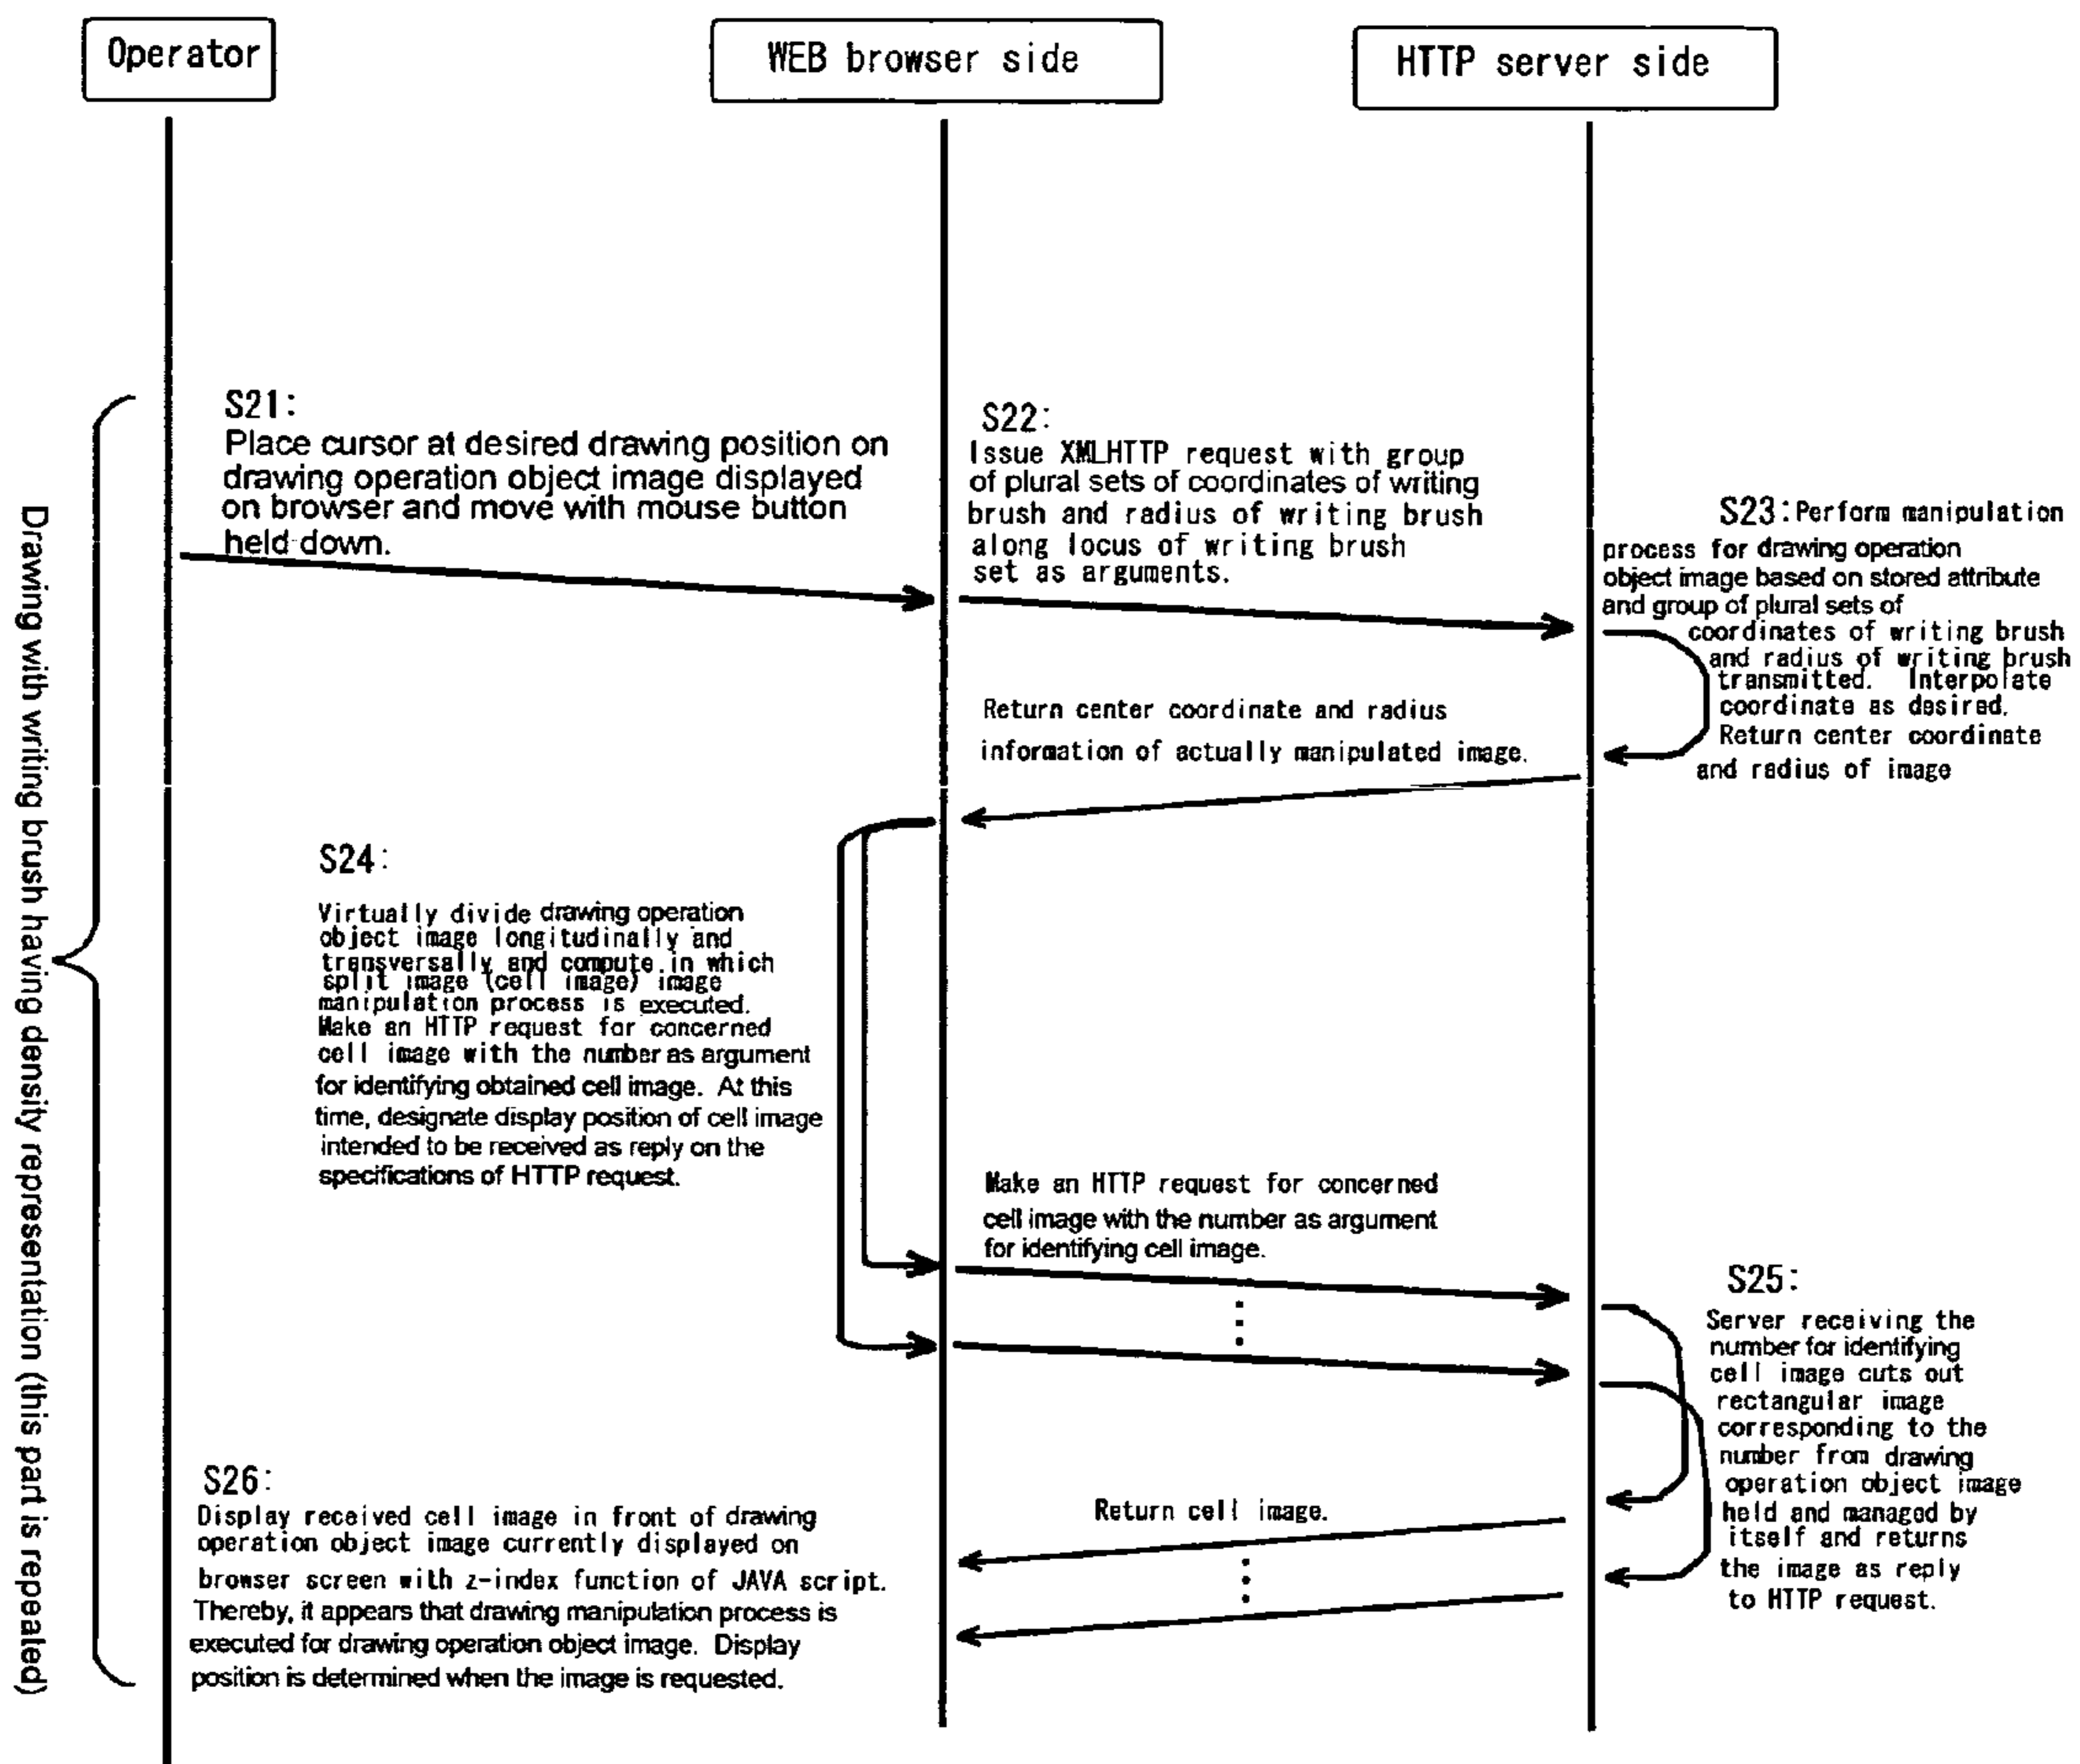 Operator
WEB browser side
HTTP server side
Drawing with writing brush having density representation (this part is repealed)
S21:
Place cursor at desired drawing position on
drawing operation object image displayed
on browser and move with mouse button
held down.
S22:
Issue XMLHTTP request with group
of plural sets of coordinates of writing
brush and radius of writing brush
along locus of writing brush
set as arguments.
S23:Perform manipulation
process for drawing operation
object image based on stored attribute
and group of plural sets of
coordinates of writing brush
and radius of writing brush
transmitted. Interpolate
coordinate as desired.
Return center coordinate
and radius of image
Return center coordinate and radius
information of actually manipulated image.
S24:
Virtually divide drawing operation
object image longitudinally and
transversally and compute in which
split image (cell image) image
manipulation process is executed.
Make an HTTP request for concerned
cell image with the number as argument
for identifying obtained cell image. At this
time, designate display position of cell image
intended to be received as reply on the
specifications of HTTP request.
Make an HTTP request for concerned
cell image with the number as argument
for identifying cell image.
S25:
Server receiving the
number for identifying
cell image cuts out
rectangular image
corresponding to the
number from drawing
operation object image
held and managed by
itself and returns
the image as reply
to HTTP request.
Return cell image.
S26:
Display received cell image in front of drawing
operation object image currently displayed on
browser screen with z-index function of JAVA script.
Thereby, it appears that drawing manipulation process is
executed for drawing operation object image. Display
position is determined when the image is requested.